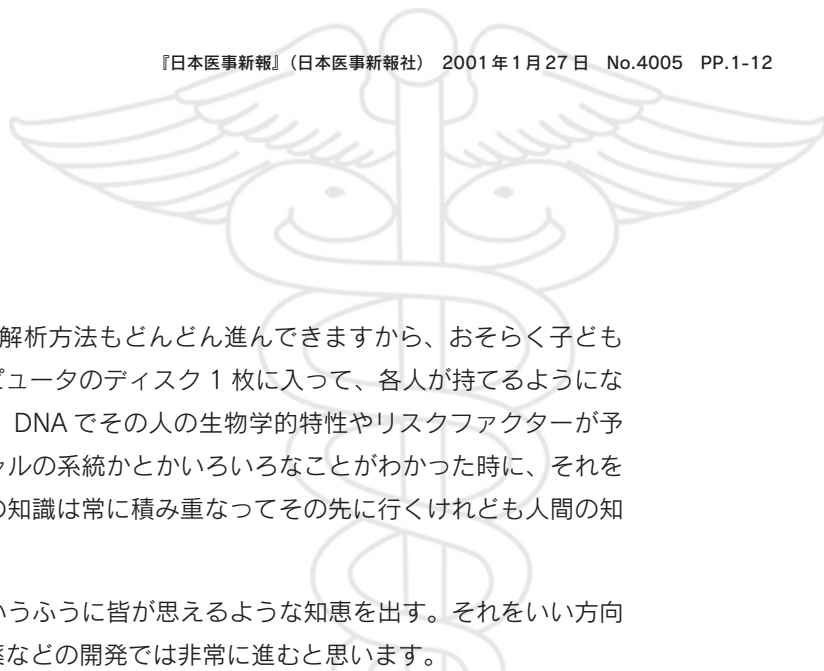 『日本医事新報』（日本医事新報社） 2001年1月27日 No.4005 PP.1-12
解析方法もどんどん進んできますから、おそらく子ども
ピュータのディスク 1 枚に入って、各人が持てるようにな
DNA でその人の生物学的特性やリスクファクターが予
ャルの系統かとかいろいろなことがわかった時に、それを
の知識は常に積み重なってその先に行くけれども人間の知
いうふうに皆が思えるような知恵を出す。それをいい方向
薬などの開発では非常に進むと思います。